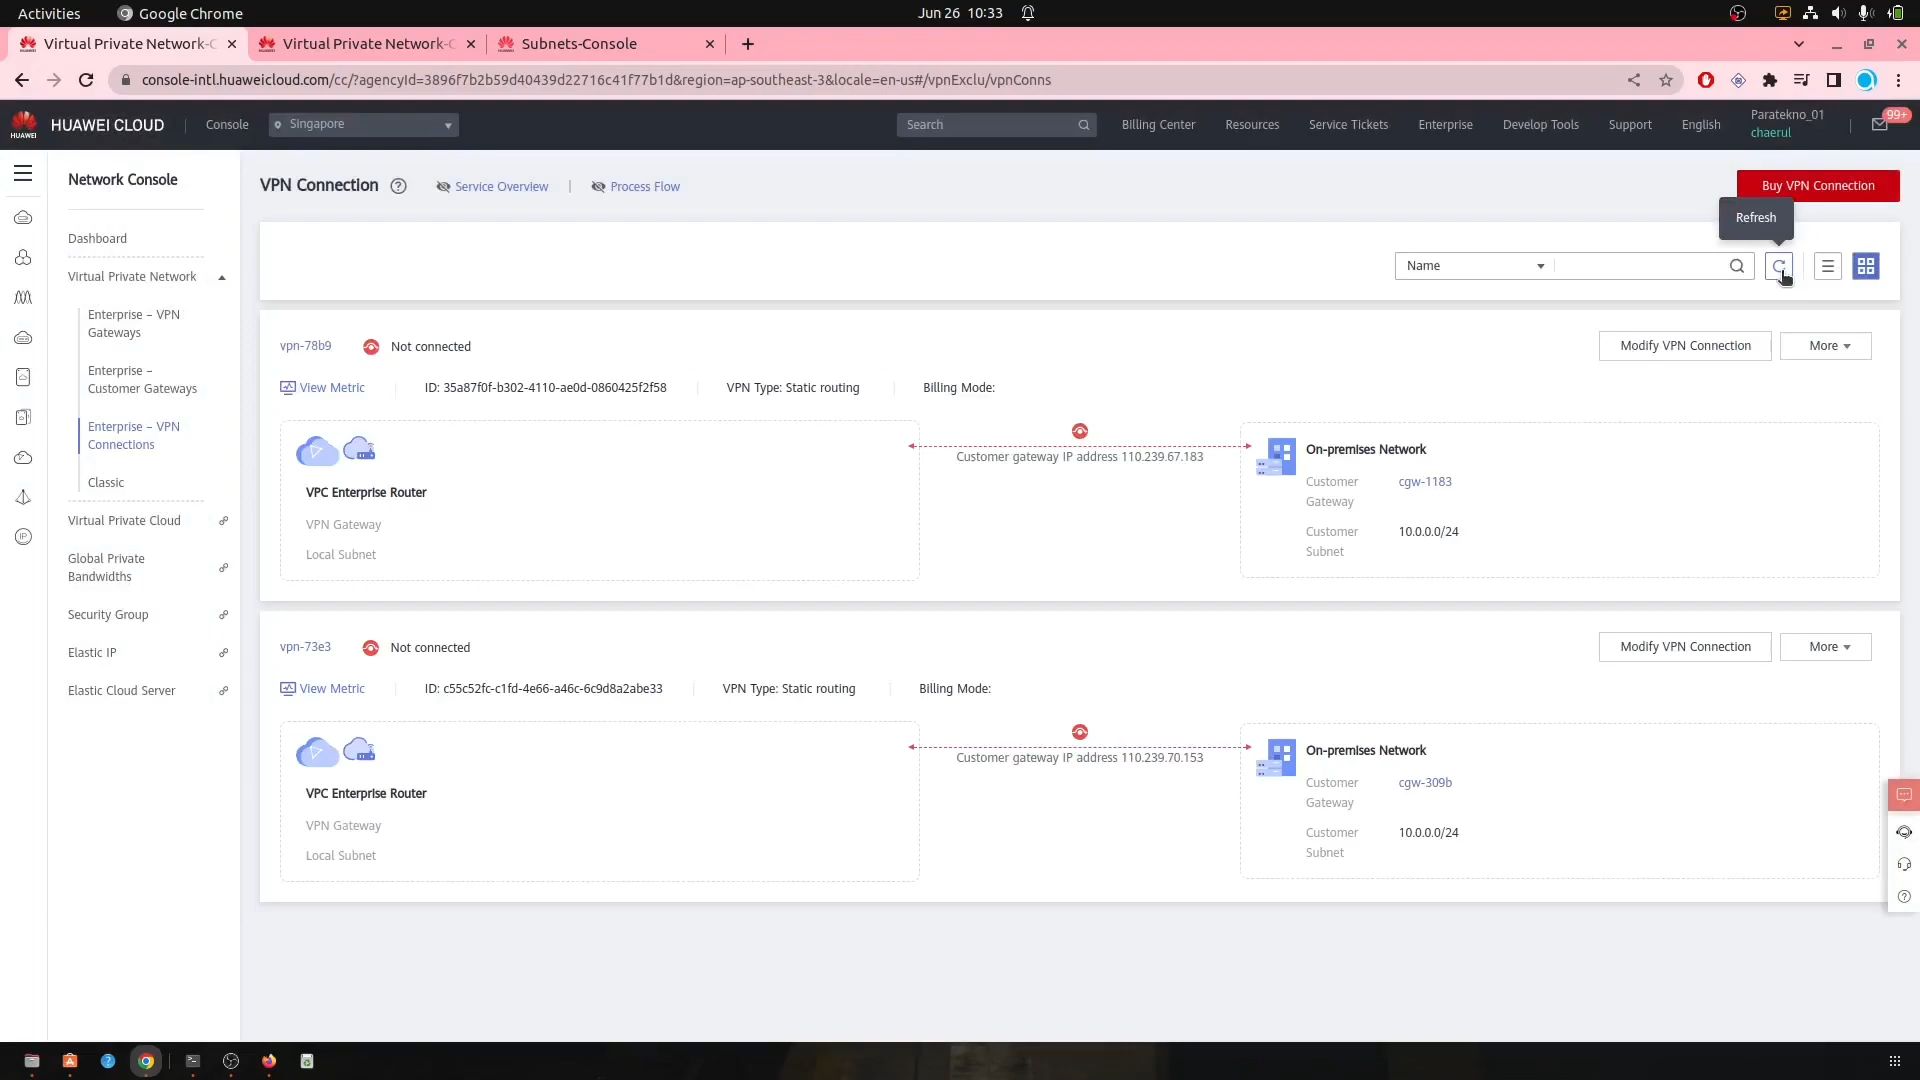 Activities
Google Chrome
Jun 26 10:33
Virtual Private Network-C
Virtual Private Network-C
Subnets-Console
console-intl.huaweicloud.com/cc/?agencyId=3896f7b2b59d40439d22716c41f77b1d&region=ap-southeast-3&locale=en-us#/vpnExclu/vpnConns
HUAWEI
HUAWEI CLOUD
Console
Singapore
Search
Billing Center
Resources
Service Tickets
Enterprise
Develop Tools
Support
English
Paratekno_01
chaerul
99+
Network Console
Dashboard
Virtual Private Network
Enterprise – VPN
Gateways
Enterprise –
Customer Gateways
Enterprise – VPN
Connections
Classic
Virtual Private Cloud
Global Private
Bandwidths
Security Group
Elastic IP
Elastic Cloud Server
IP
VPN Connection
Service Overview
Process Flow
Buy VPN Connection
Refresh
Name
vpn-78b9
Not connected
Modify VPN Connection
More
View Metric
ID: 35a87f0f-b302-4110-ae0d-0860425f2f58
VPN Type: Static routing
Billing Mode:
VPC Enterprise Router
VPN Gateway
Local Subnet
Customer gateway IP address 110.239.67.183
On-premises Network
Customer
Gateway
cgw-1183
Customer
Subnet
10.0.0.0/24
vpn-73e3
Not connected
Modify VPN Connection
More
View Metric
ID: c55c52fc-c1fd-4e66-a46c-6c9d8a2abe33
VPN Type: Static routing
Billing Mode:
VPC Enterprise Router
VPN Gateway
Local Subnet
Customer gateway IP address 110.239.70.153
On-premises Network
Customer
Gateway
cgw-309b
Customer
Subnet
10.0.0.0/24